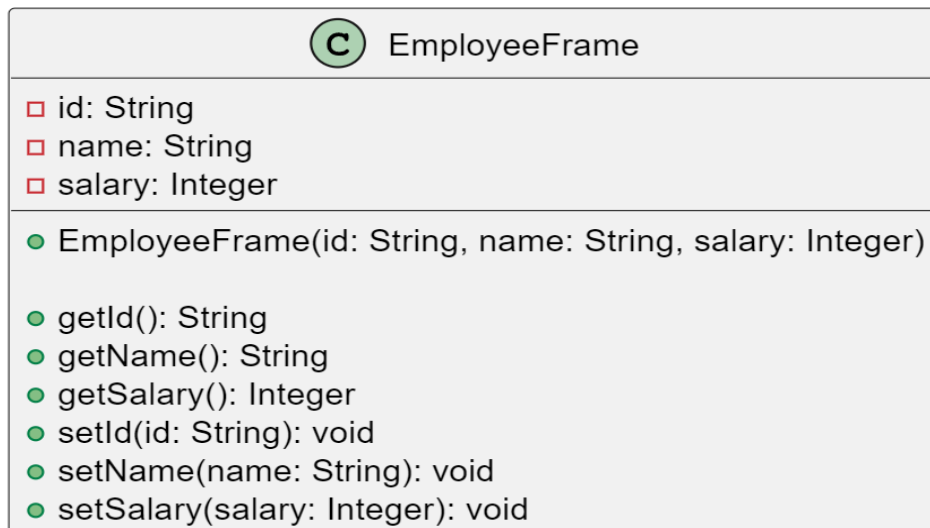 C EmployeeFrame
id: String
name: String
salary: Integer
EmployeeFrame(id: String, name: String, salary: Integer)
getId(): String
getName(): String
getSalary(): Integer
setId(id: String): void
setName(name: String): void
setSalary(salary: Integer): void